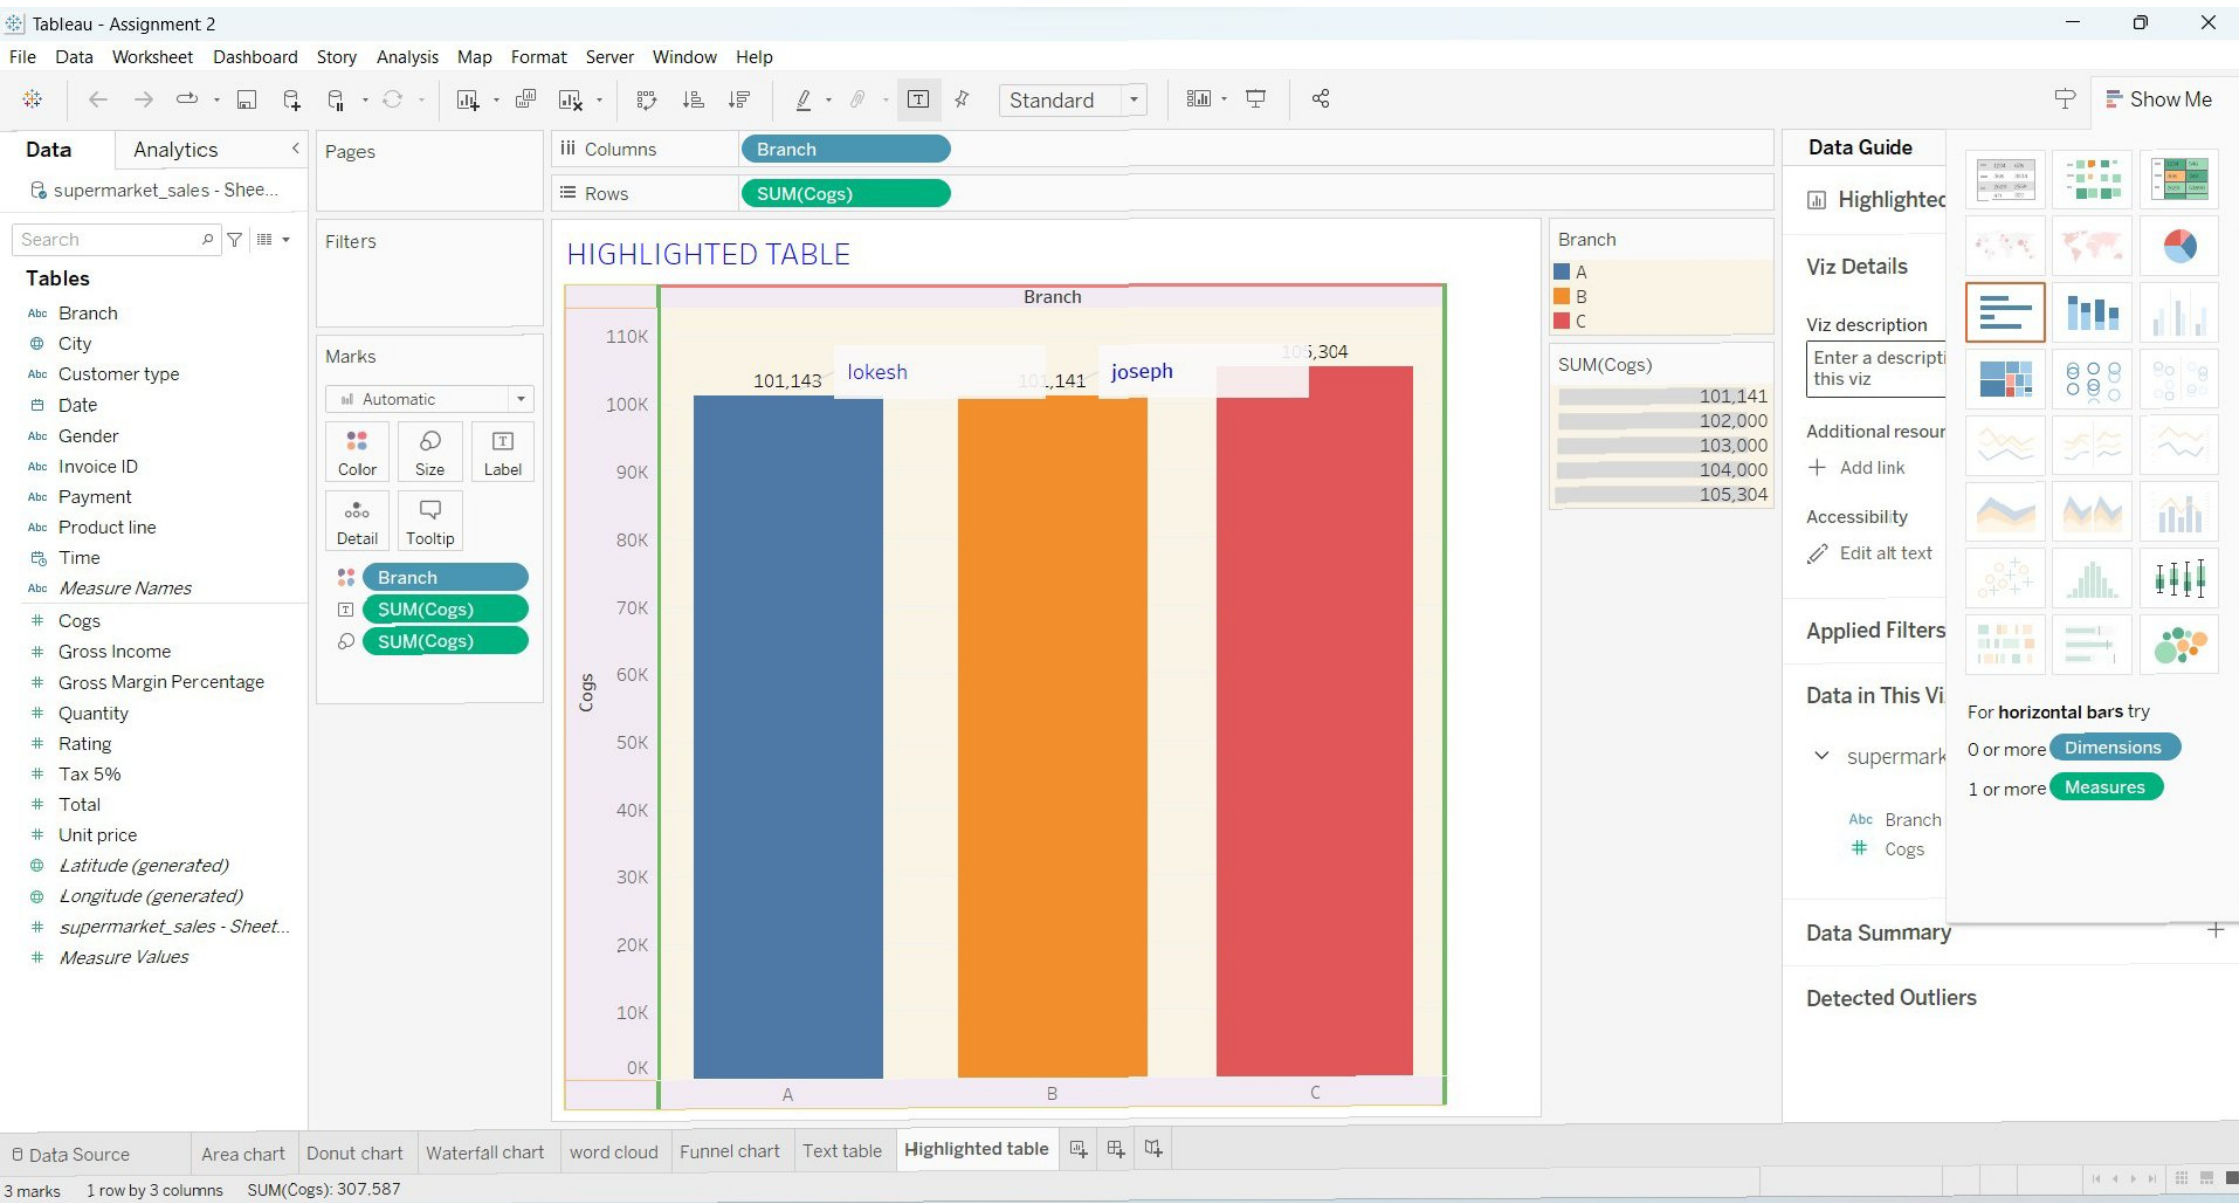 Tableau - Assignment 2
File Data Worksheet Dashboard Story Analysis Map Format Server Window Help
Standard
Show Me
Data Analytics
supermarket_sales - Shee...
Search
Tables
Abc Branch
City
Abc Customer type
Date
Abc Gender
Abc Invoice ID
Abc Payment
Abc Product line
Time
Abc Measure Names
# Cogs
# Gross Income
# Gross Margin Percentage
# Quantity
# Rating
# Tax 5%
# Total
# Unit price
Latitude (generated)
Longitude (generated)
# supermarket_sales - Sheet...
# Measure Values
Pages
Filters
Marks
Automatic
Color Size Label
Detail Tooltip
Branch
SUM(Cogs)
SUM(Cogs)
iii Columns Branch
Rows SUM(Cogs)
HIGHLIGHTED TABLE
Branch
110K
100K
90K
80K
70K
60K
50K
40K
30K
20K
10K
0K
Cogs
101,143 lokesh
joseph
A B C
Branch
A
B
C
SUM(Cogs)
101,141
102,000
103,000
104,000
105,304
Data Guide
Viz Details
Viz description
this viz
+ Add link
Accessibility
Edit alt text
Applied Filters
Data in This
Abc Branch
# Cogs
Data Summary +
Detected Outliers
For horizontal bars try
0 or more Dimensions
1 or more Measures
Data Source Area chart Donut chart Waterfall chart word cloud Funnel chart Text table Highlighted table
3 marks 1 row by 3 columns SUM(Cogs): 307,587